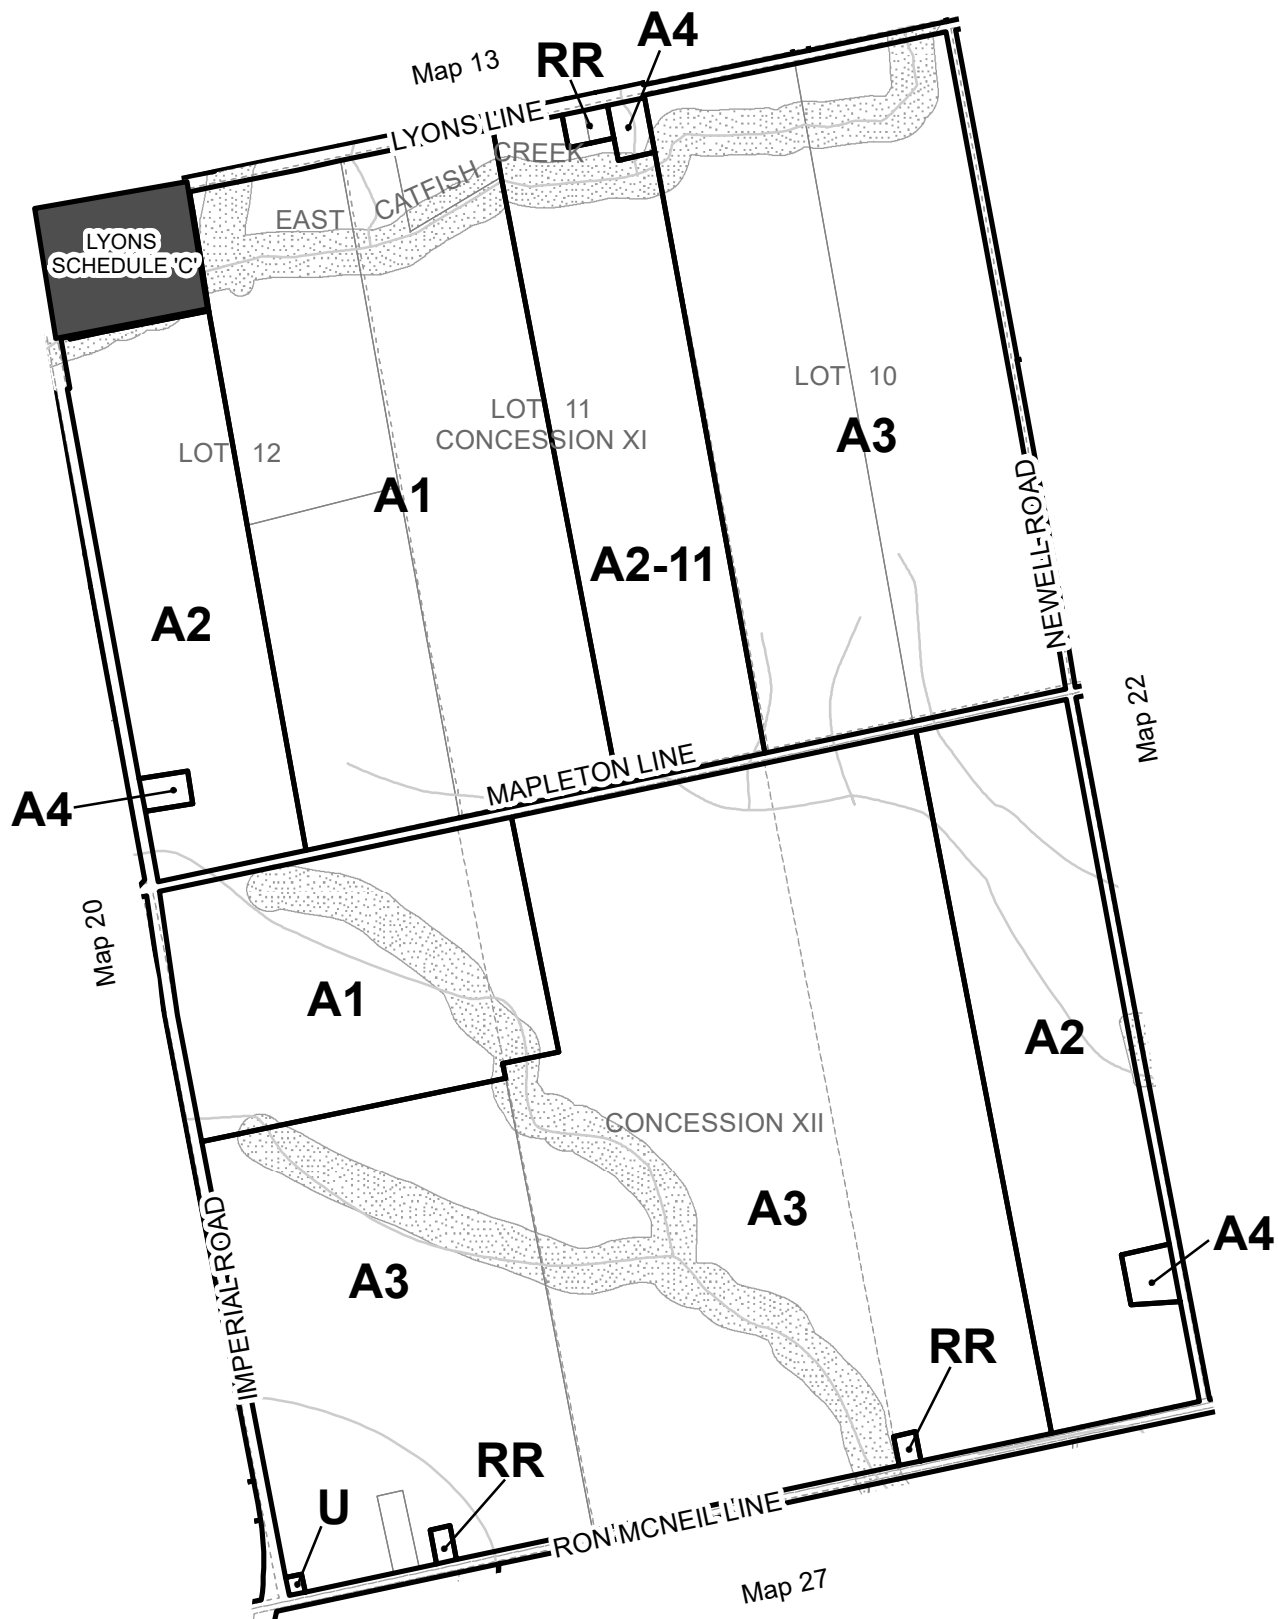 A4
RR
Map 13
LYONS LINE
CREEK
CATFISH
EAST
LYONS
SCHEDULE 'C'
LOT 10
LOT 11
CONCESSION XI
A3
LOT 12
A1
NEWELL ROAD
A2-11
A2
Map 22
MAPLETON LINE
A4
Map 20
A1
A2
CONCESSION XII
A3
A4
IMPERIAL ROAD
A3
RR
RR
U
RON MCNEIL LINE
Map 27